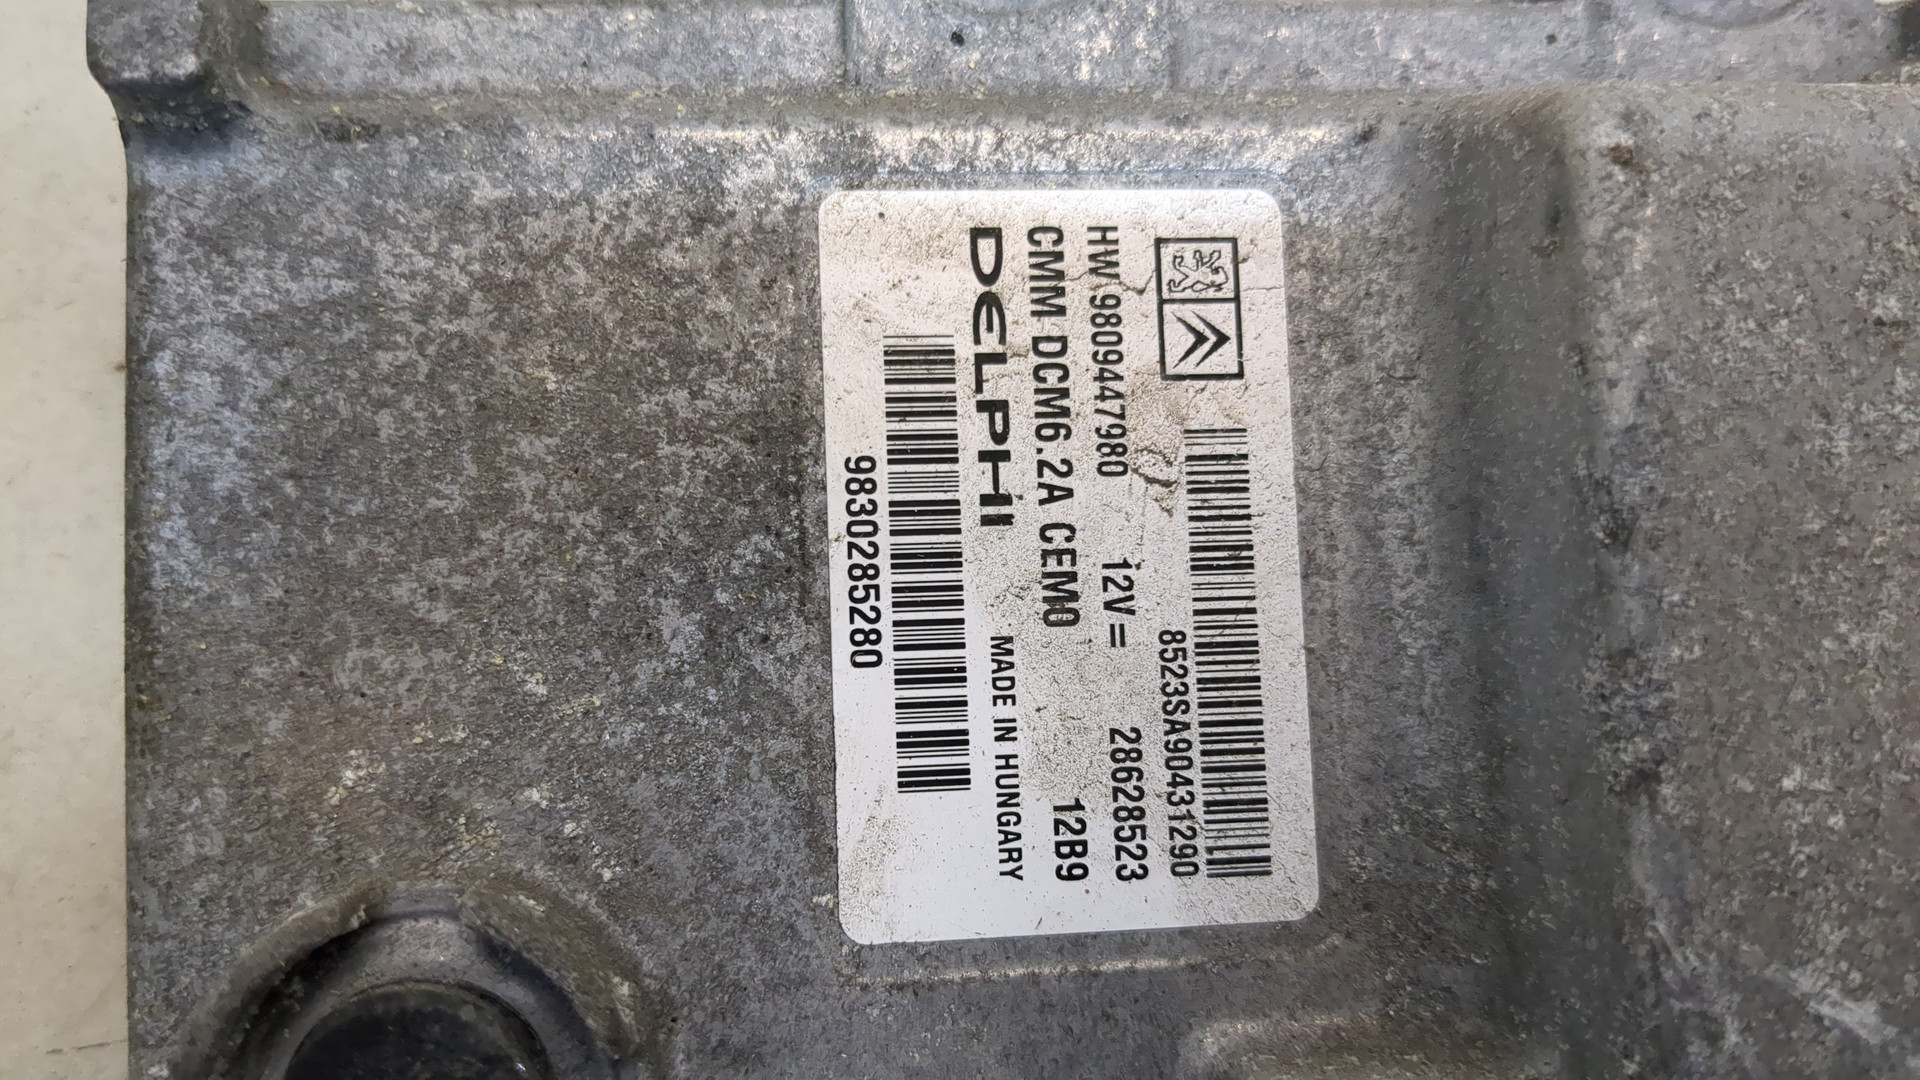 8523SA90431290
HW 9809447980 12V= 28628523
CMM DCM6.2A CEM0 12B9
DELPHI MADE IN HUNGARY
9830285280